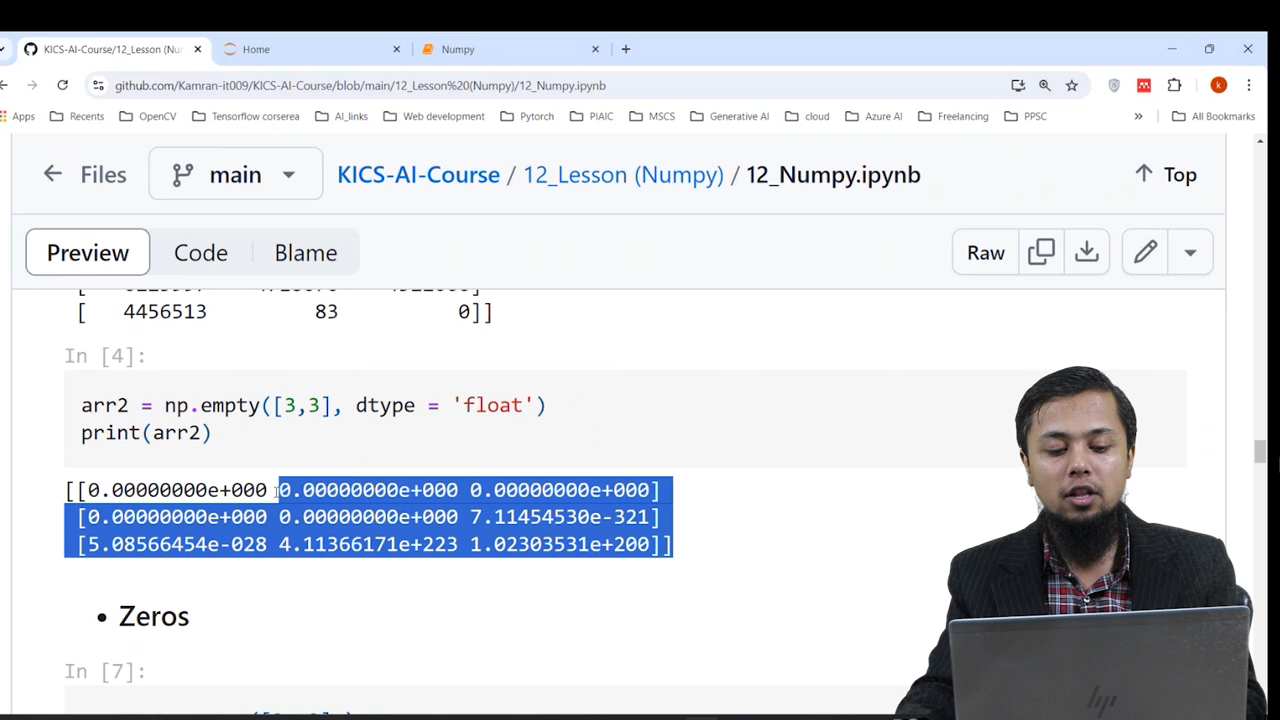 KICS-AI-Course/12_Lesson (Nu
Home
Numpy
github.com/Kamran-it009/KICS-AI-Course/blob/main/12_Lesson%20(Numpy)/12_Numpy.ipynb
k
Apps
Recents
OpenCV
Tensorflow corserea
AI_links
Web development
Pytorch
PIAIC
MSCS
Generative AI
cloud
Azure AI
Freelancing
PPSC
»
All Bookmarks
Files
main
KICS-AI-Course / 12_Lesson (Numpy) / 12_Numpy.ipynb
Top
Preview
Code
Blame
Raw
[ 4456513 83 0]]
In [4]:
arr2 = np.empty([3,3], dtype = 'float')
print(arr2)
[[0.00000000e+000 0.00000000e+000 0.00000000e+000]
[0.00000000e+000 0.00000000e+000 7.11454530e-321]
[5.08566454e-028 4.11366171e+223 1.02303531e+200]]
• Zeros
In [7]:
hp